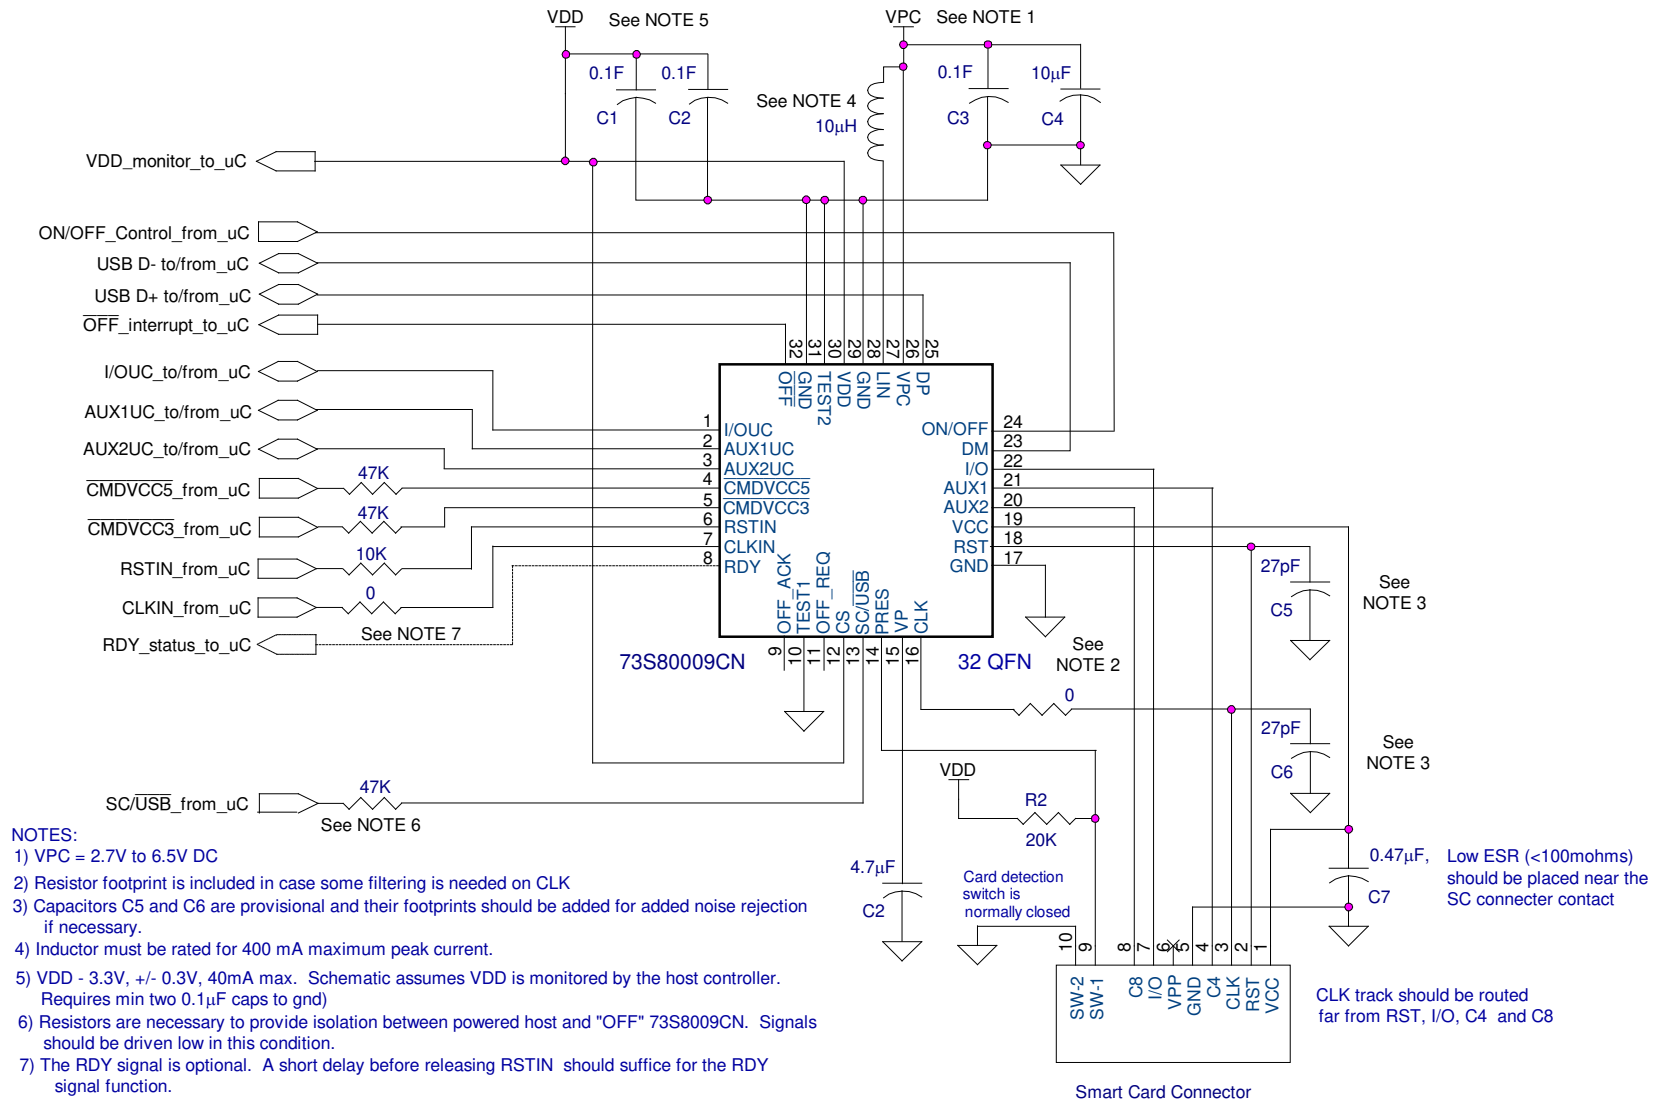 VDD
See NOTE 5
VPC
See NOTE 1
0.1F
0.1F
C1
C2
See NOTE 4
10µH
0.1F
10µF
C3
C4
VDD_monitor_to_uC
ON/OFF_Control_from_uC
USB D- to/from_uC
USB D+ to/from_uC
OFF_interrupt_to_uC
I/OUC_to/from_uC
AUX1UC_to/from_uC
AUX2UC_to/from_uC
CMDVCC5_from_uC
47K
CMDVCC3_from_uC
47K
RSTIN_from_uC
10K
CLKIN_from_uC
0
RDY_status_to_uC
See NOTE 7
32
31
30
29
28
27
26
25
OFF
GND
TEST2
VDD
GND
LIN
VPC
DP
1
I/OUC
2
AUX1UC
3
AUX2UC
4
CMDVCC5
5
CMDVCC3
6
RSTIN
7
CLKIN
8
RDY
ON/OFF
24
DM
23
I/O
22
AUX1
21
AUX2
20
VCC
19
RST
18
GND
17
OFF_ACK
TEST1
OFF_REQ
CS
SC/USB
PRES
VP
CLK
9
10
11
12
13
14
15
16
73S80009CN
32 QFN
27pF
C5
See
NOTE 3
See
NOTE 2
0
27pF
C6
See
NOTE 3
VDD
R2
20K
SC/USB_from_uC
47K
See NOTE 6
4.7µF
C2
Card detection
switch is
normally closed
0.47µF,
C7
Low ESR (<100mohms)
should be placed near the
SC connecter contact
10
9
8
7
6
5
4
3
2
1
SW-2
SW-1
C8
I/O
VPP
GND
C4
CLK
RST
VCC
CLK track should be routed
far from RST, I/O, C4 and C8
Smart Card Connector
NOTES:
1) VPC = 2.7V to 6.5V DC
2) Resistor footprint is included in case some filtering is needed on CLK
3) Capacitors C5 and C6 are provisional and their footprints should be added for added noise rejection
if necessary.
4) Inductor must be rated for 400 mA maximum peak current.
5) VDD - 3.3V, +/- 0.3V, 40mA max. Schematic assumes VDD is monitored by the host controller.
Requires min two 0.1µF caps to gnd)
6) Resistors are necessary to provide isolation between powered host and "OFF" 73S8009CN. Signals
should be driven low in this condition.
7) The RDY signal is optional. A short delay before releasing RSTIN should suffice for the RDY
signal function.